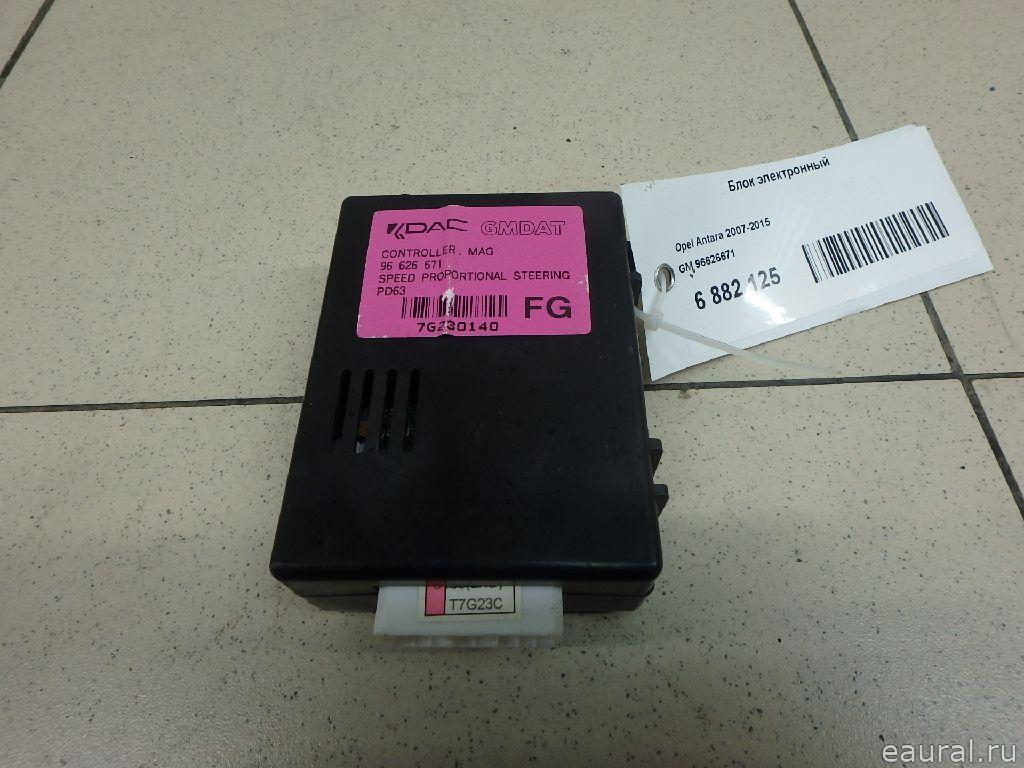 KDAC GMDAT
CONTROLLER, MAG
96 626 671
SPEED PROPORTIONAL STEERING
PD63
FG
7G230140
T7G23C
Блок электронный
Opel Antara 2007-2015
GM 96626671
6 882 125
eaural.ru